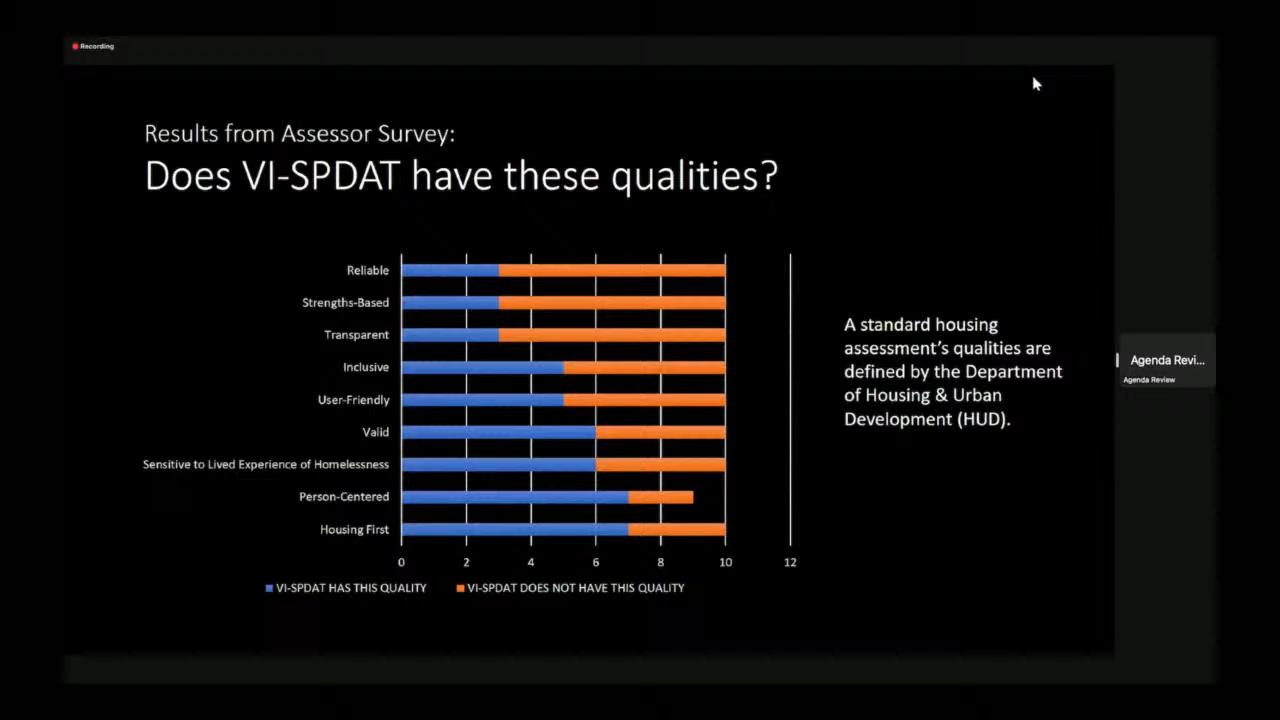 Recording
Results from Assessor Survey:
Does VI-SPDAT have these qualities?
Reliable
Strengths-Based
Transparent
Inclusive
User-Friendly
Valid
Sensitive to Lived Experience of Homelessness
Person-Centered
Housing First
0 2 4 6 8 10 12
VI-SPDAT HAS THIS QUALITY VI-SPDAT DOES NOT HAVE THIS QUALITY
A standard housing
assessment's qualities are
defined by the Department
of Housing & Urban
Development (HUD).
Agenda Revi...
Agenda Review